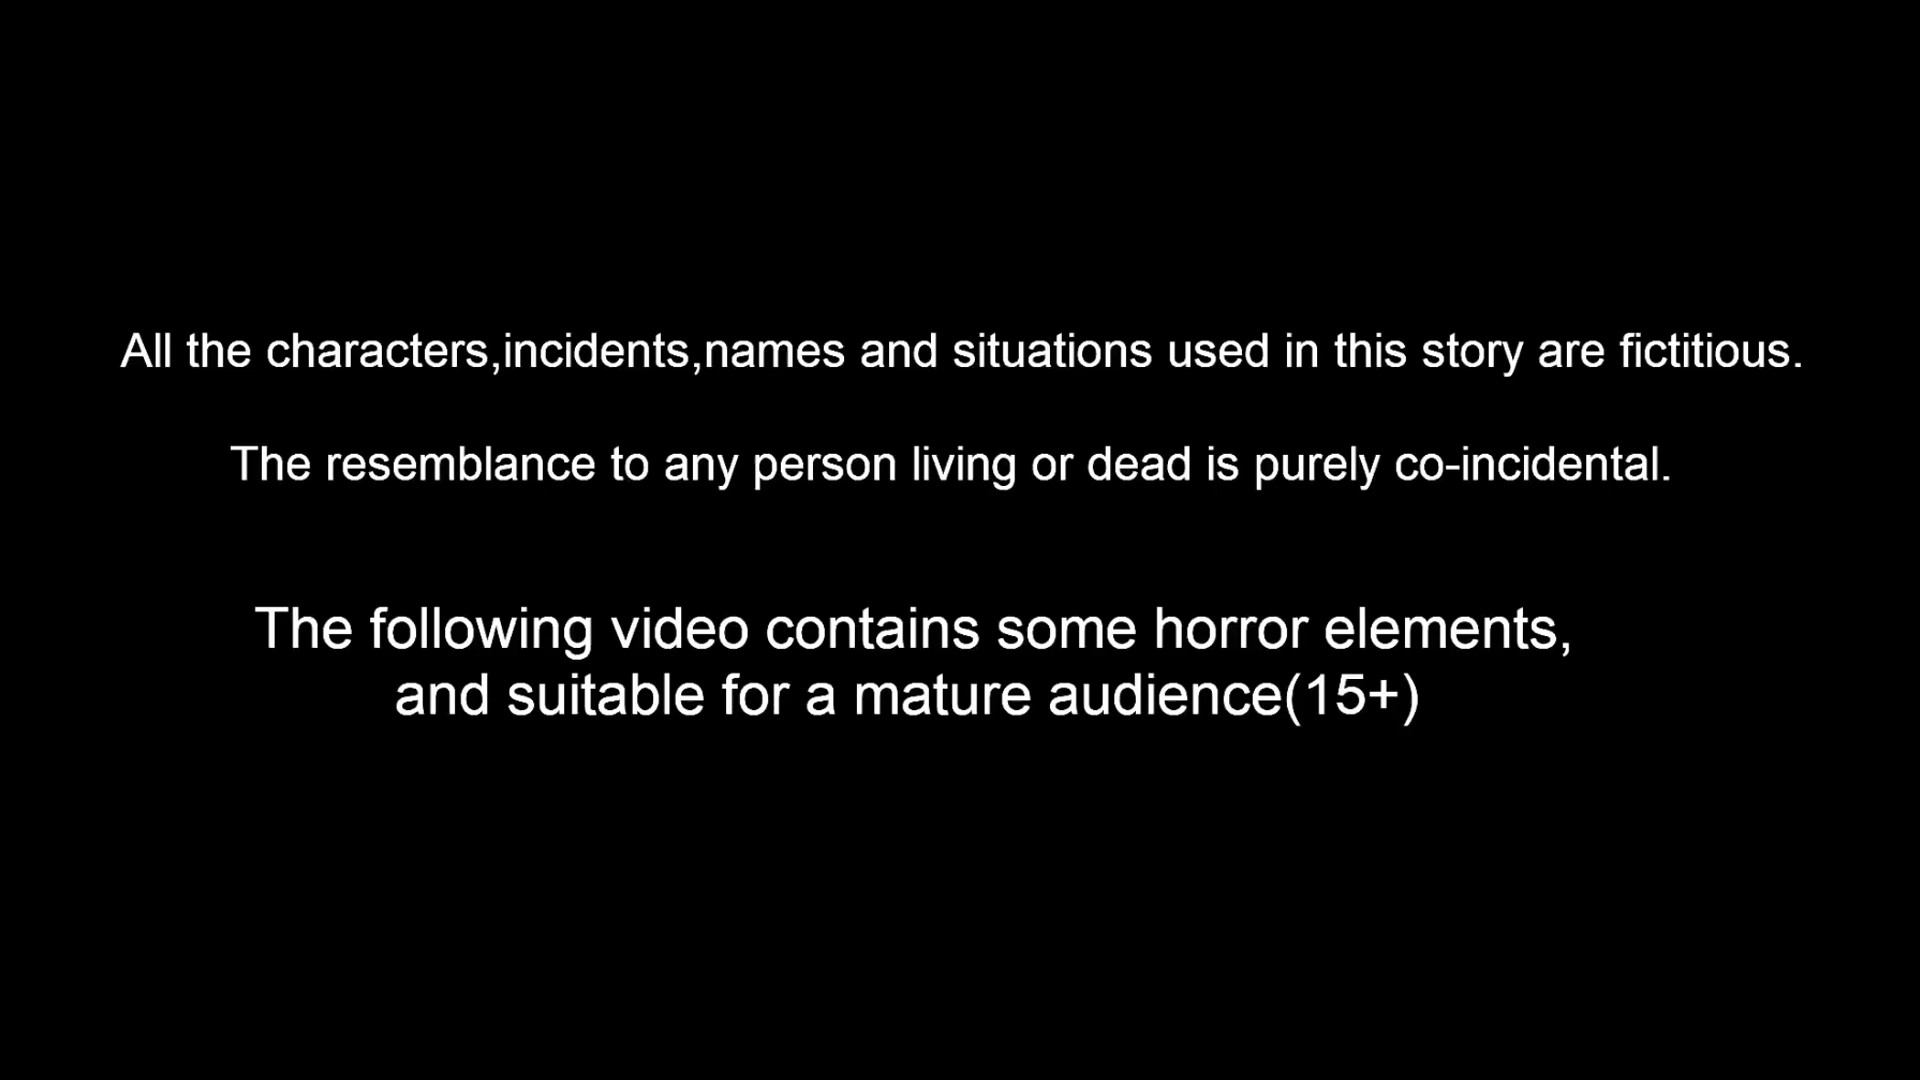 All the characters,incidents,names and situations used in this story are fictitious.
The resemblance to any person living or dead is purely co-incidental.
The following video contains some horror elements,
and suitable for a mature audience(15+)